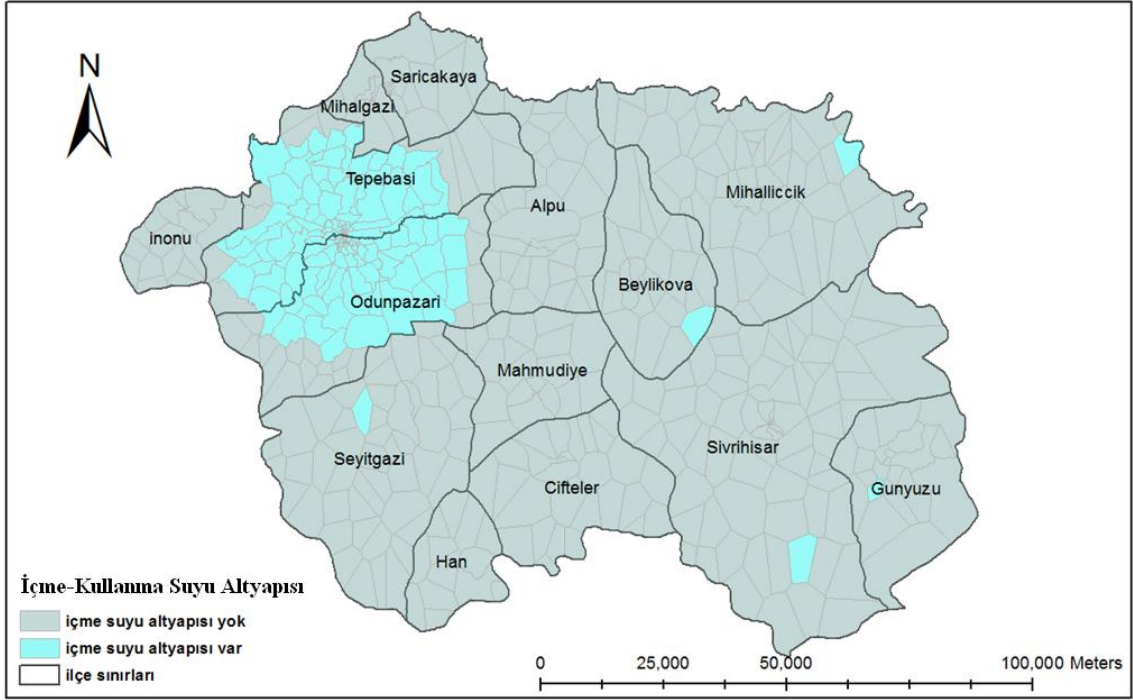 N
Saricakaya
Mihalgazi
Tepebasi
Mihalliccik
Alpu
inonu
Beylikova
Odunpazari
Mahmudiye
Sivrihisar
Seyitgazi
Cifteler
Gunyuzu
Han
İçme-Kullanma Suyu Altyapısı
içme suyu altyapısı yok
içme suyu altyapısı var
ilçe sınırları
0 25,000 50,000 100,000 Meters